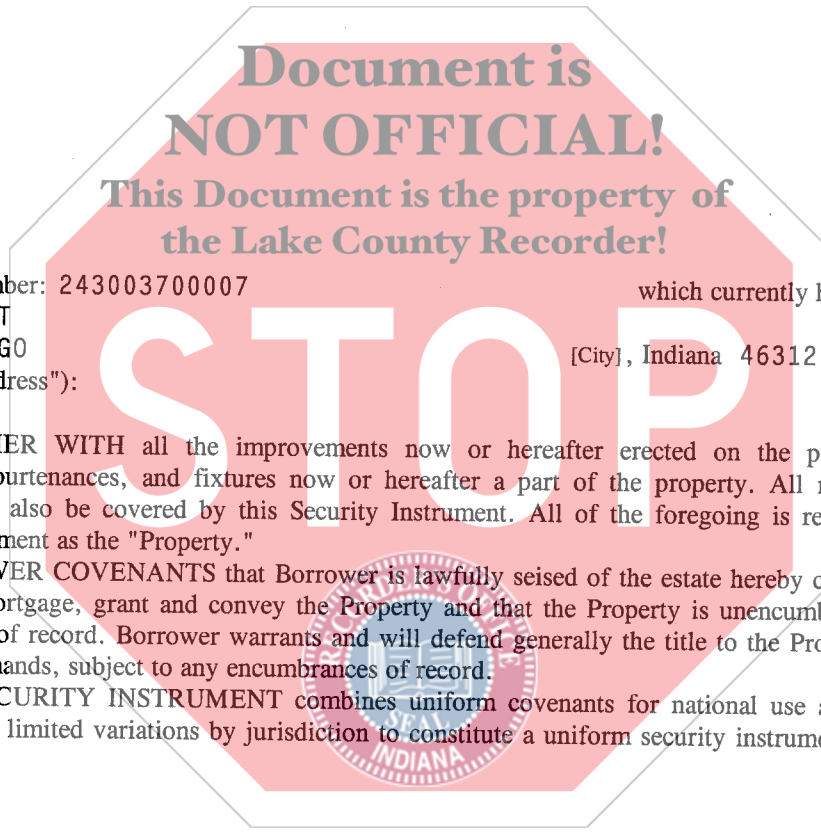 Document is
NOT OFFICIAL!
This Document is the property of
the Lake County Recorder!
ber: 243003700007 which currently h
T
GO [City], Indiana 46312
dress"):
STOP
ER WITH all the improvements now or hereafter erected on the p
ourtenances, and fixtures now or hereafter a part of the property. All r
also be covered by this Security Instrument. All of the foregoing is re
ment as the "Property."
VER COVENANTS that Borrower is lawfully seised of the estate hereby c
ortgage, grant and convey the Property and that the Property is unencumb
of record. Borrower warrants and will defend generally the title to the Pro
nands, subject to any encumbrances of record.
CURITY INSTRUMENT combines uniform covenants for national use a
limited variations by jurisdiction to constitute a uniform security instrume
RECORDER'S OFFICE
SEAL
INDIANA